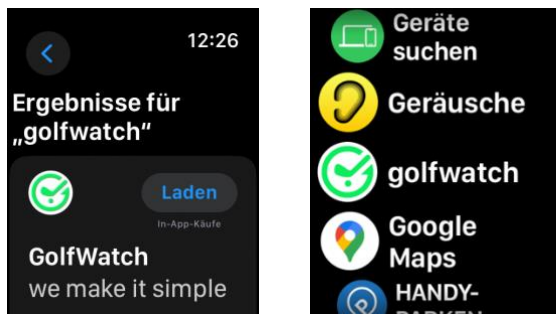 12:26
Ergebnisse für
„golfwatch“
Laden
In-App-Käufe
GolfWatch
we make it simple
Geräte
suchen
Geräusche
golfwatch
Google
Maps
HANDY-
PARKEN